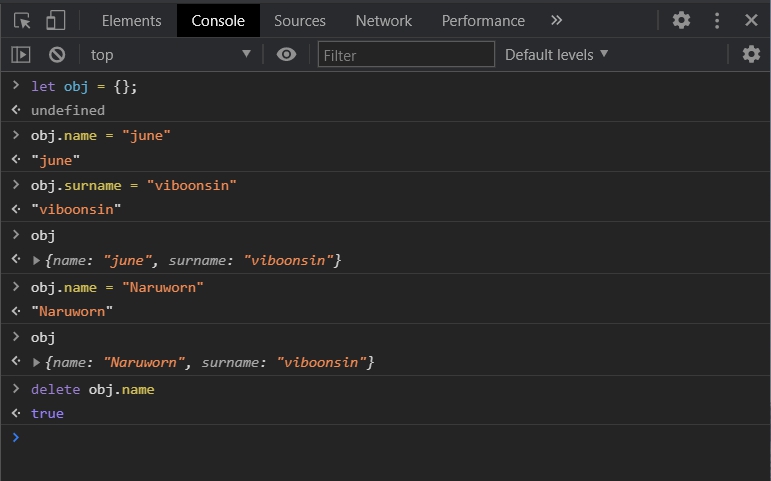 Elements Console Sources Network Performance »
top Filter Default levels ▼
> let obj = {};
undefined
> obj.name = "june"
"june"
> obj.surname = "viboonsin"
"viboonsin"
> obj
{name: "june", surname: "viboonsin"}
> obj.name = "Naruworn"
"Naruworn"
> obj
{name: "Naruworn", surname: "viboonsin"}
> delete obj.name
true
>